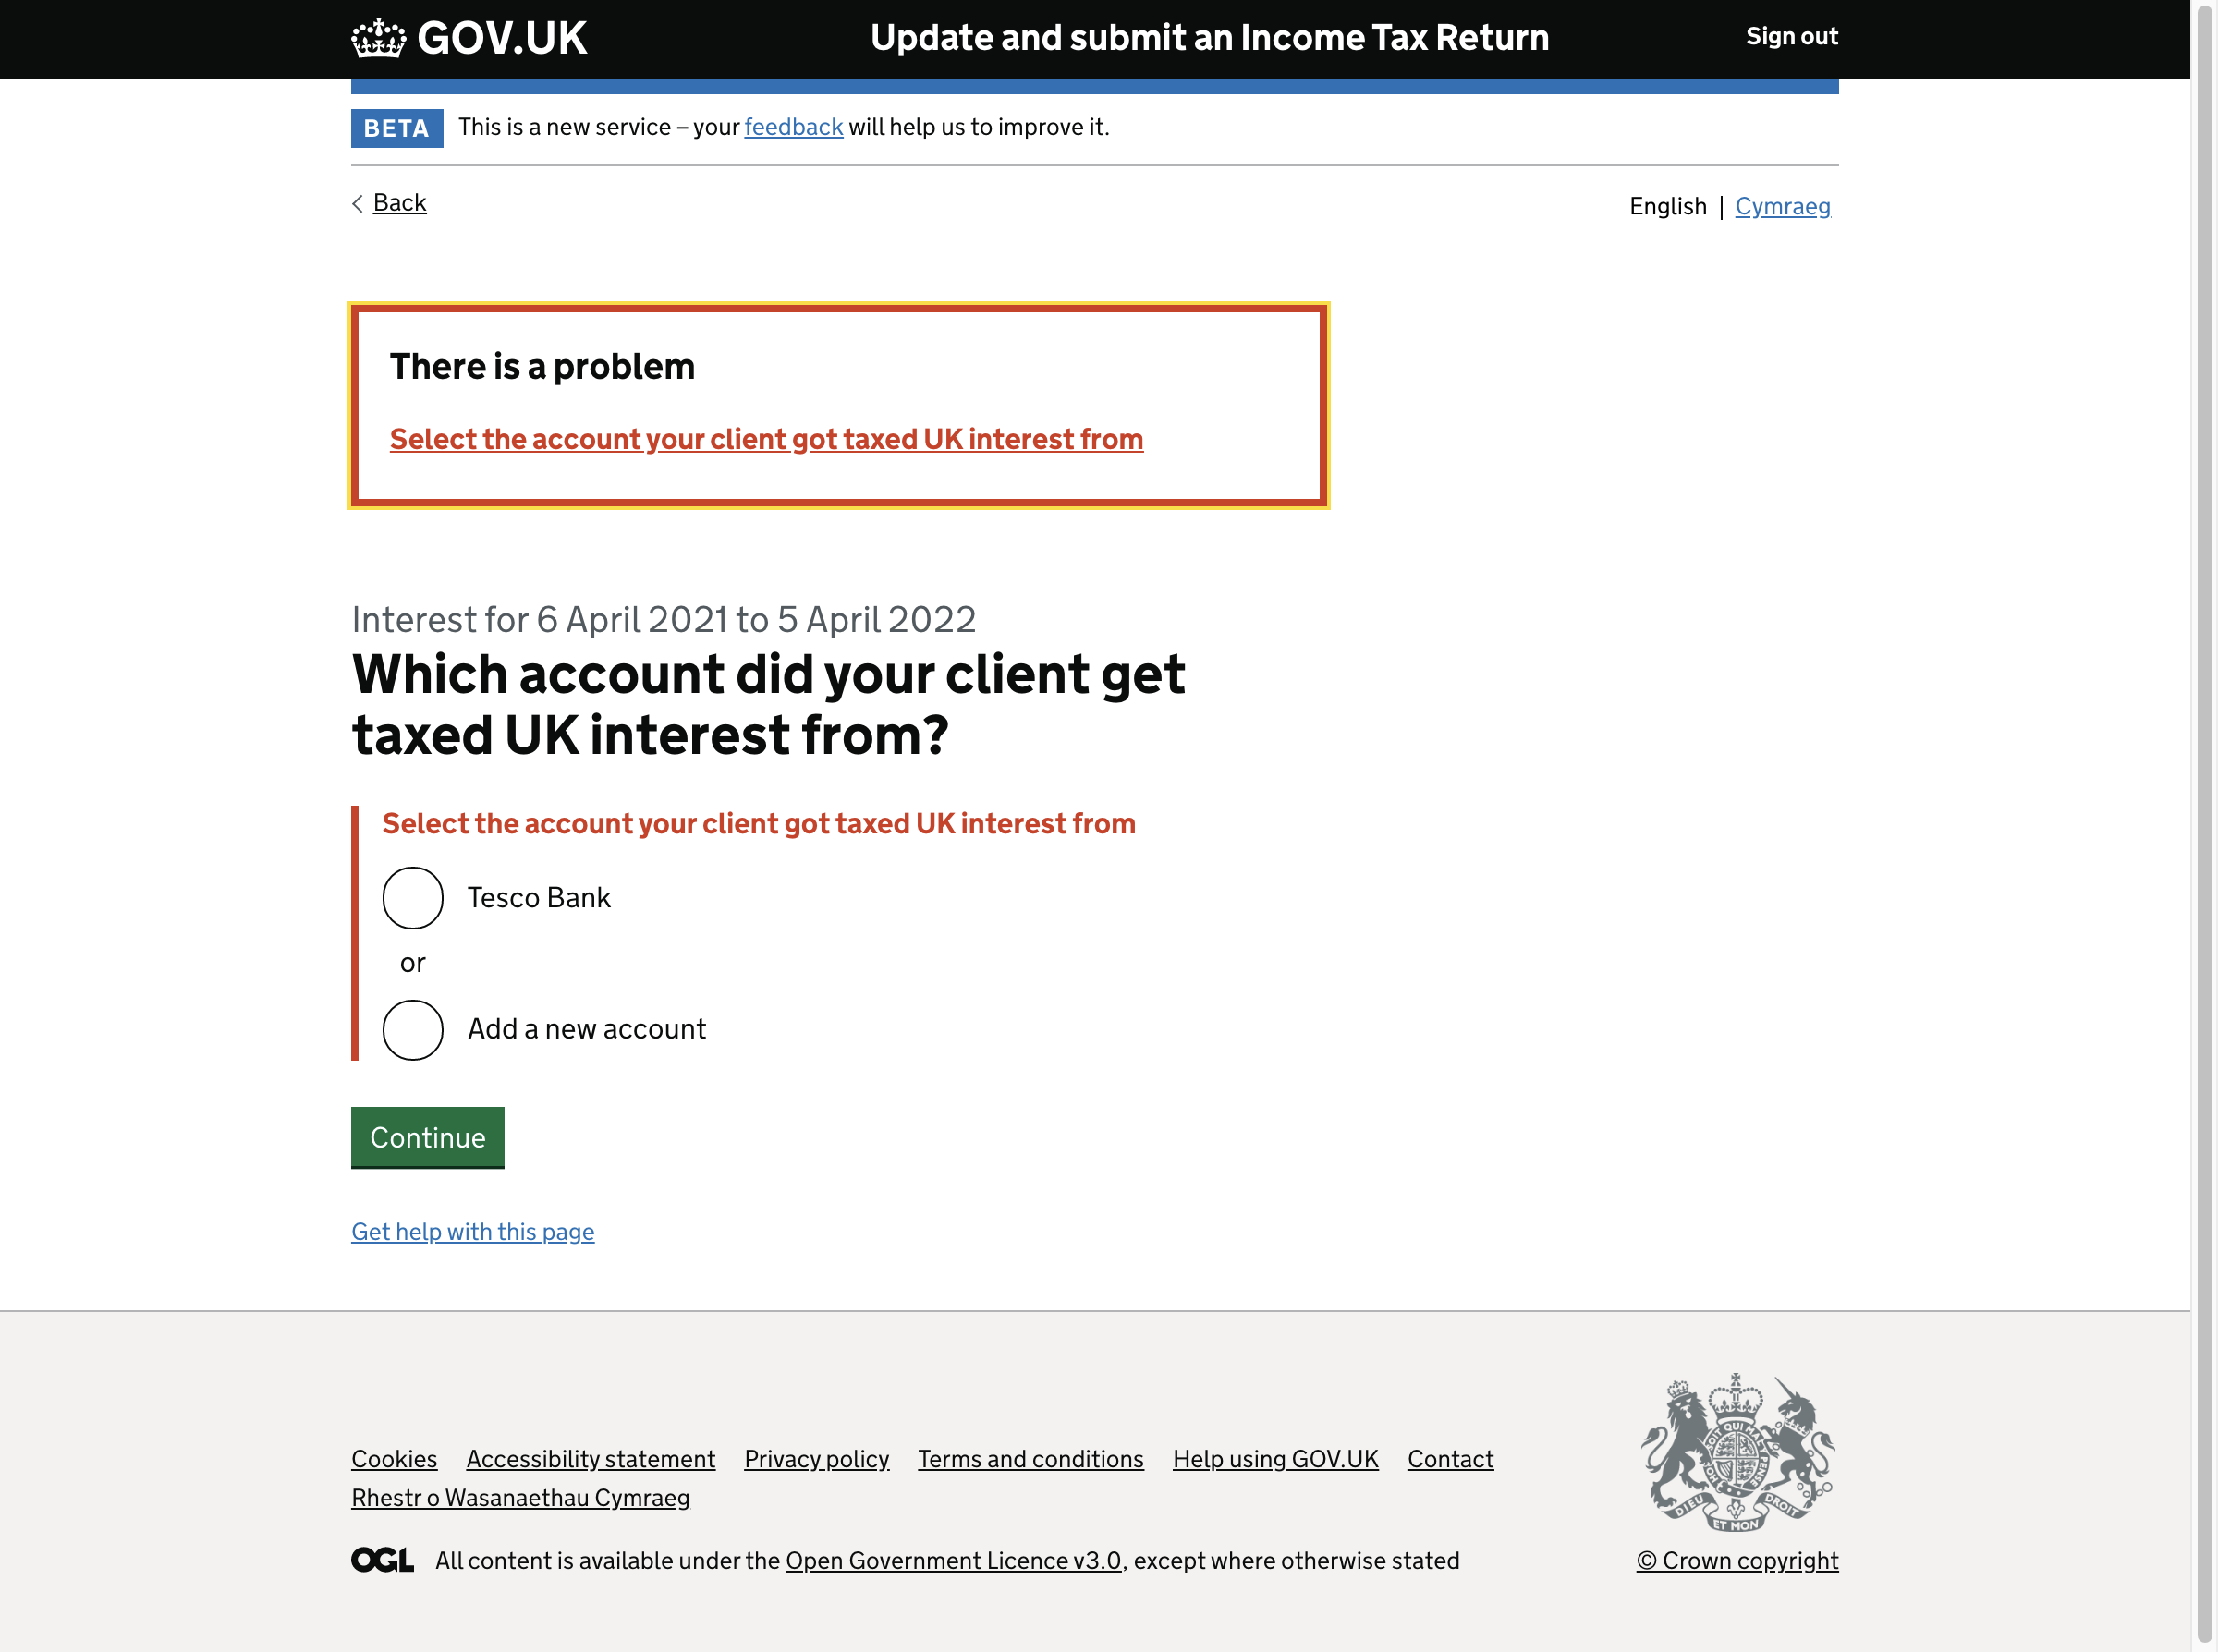 GOV.UK
Update and submit an Income Tax Return
Sign out
BETA
This is a new service – your feedback will help us to improve it.
Back
English | Cymraeg
There is a problem
Select the account your client got taxed UK interest from
Interest for 6 April 2021 to 5 April 2022
Which account did your client get
taxed UK interest from?
Select the account your client got taxed UK interest from
Tesco Bank
or
Add a new account
Continue
Get help with this page
Cookies Accessibility statement Privacy policy Terms and conditions Help using GOV.UK Contact
Rhestr o Wasanaethau Cymraeg
DIEU ET MON DROIT
OGL All content is available under the Open Government Licence v3.0, except where otherwise stated
© Crown copyright